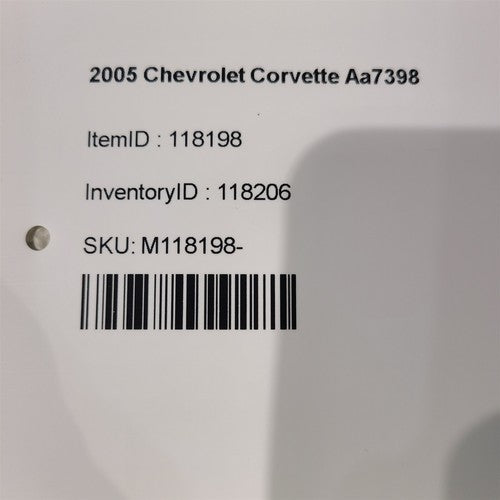 2005 Chevrolet Corvette Aa7398
ItemID : 118198
InventoryID : 118206
SKU: M118198-